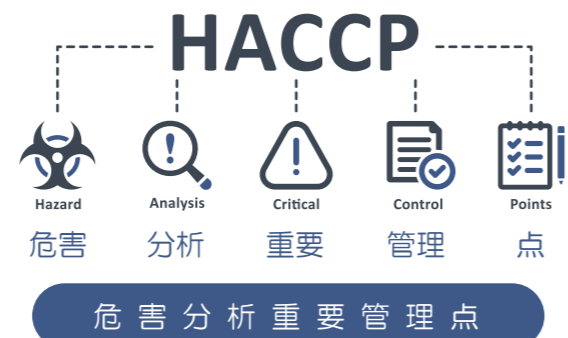 HACCP
Hazard Analysis Critical Control Points
危害 分析 重要 管理 点
危害分析重要管理点